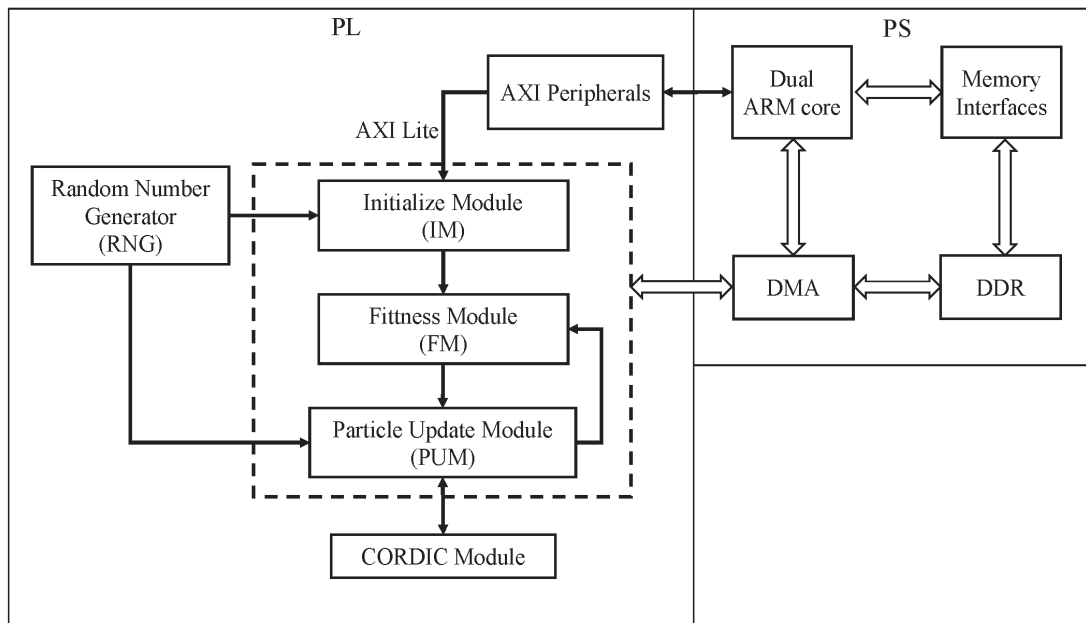 PL
PS
AXI Peripherals
Dual
ARM core
Memory
Interfaces
AXI Lite
Random Number
Generator
(RNG)
Initialize Module
(IM)
DMA
DDR
Fittness Module
(FM)
Particle Update Module
(PUM)
CORDIC Module